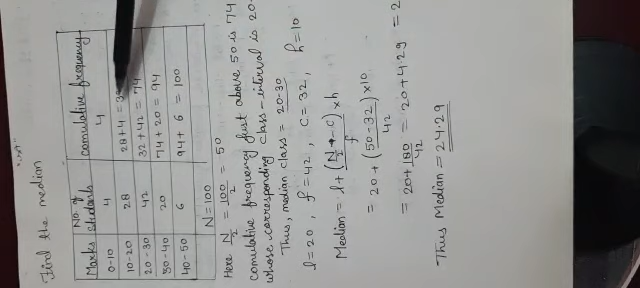 Find the median
Marks No. of students Comulative frequency
0-10 4 4
10-20 28 28+4 = 3
20-30 42 32+42 = 74
30-40 20 74+20 = 94
40-50 6 94+6 = 100
N=100
Here N/2 = 100/2 = 50
Comulative frequency just above 50 is 74
whose corresponding class-interval is 20-
Thus, median class = 20-30
l=20, f=42, C=32, h=10
Median = l + (N/2 - C)/f × h
= 20 + (50-32)/42 × 10
= 20 + 180/42 = 20 + 4.29 = 2
Thus Median = 24.29